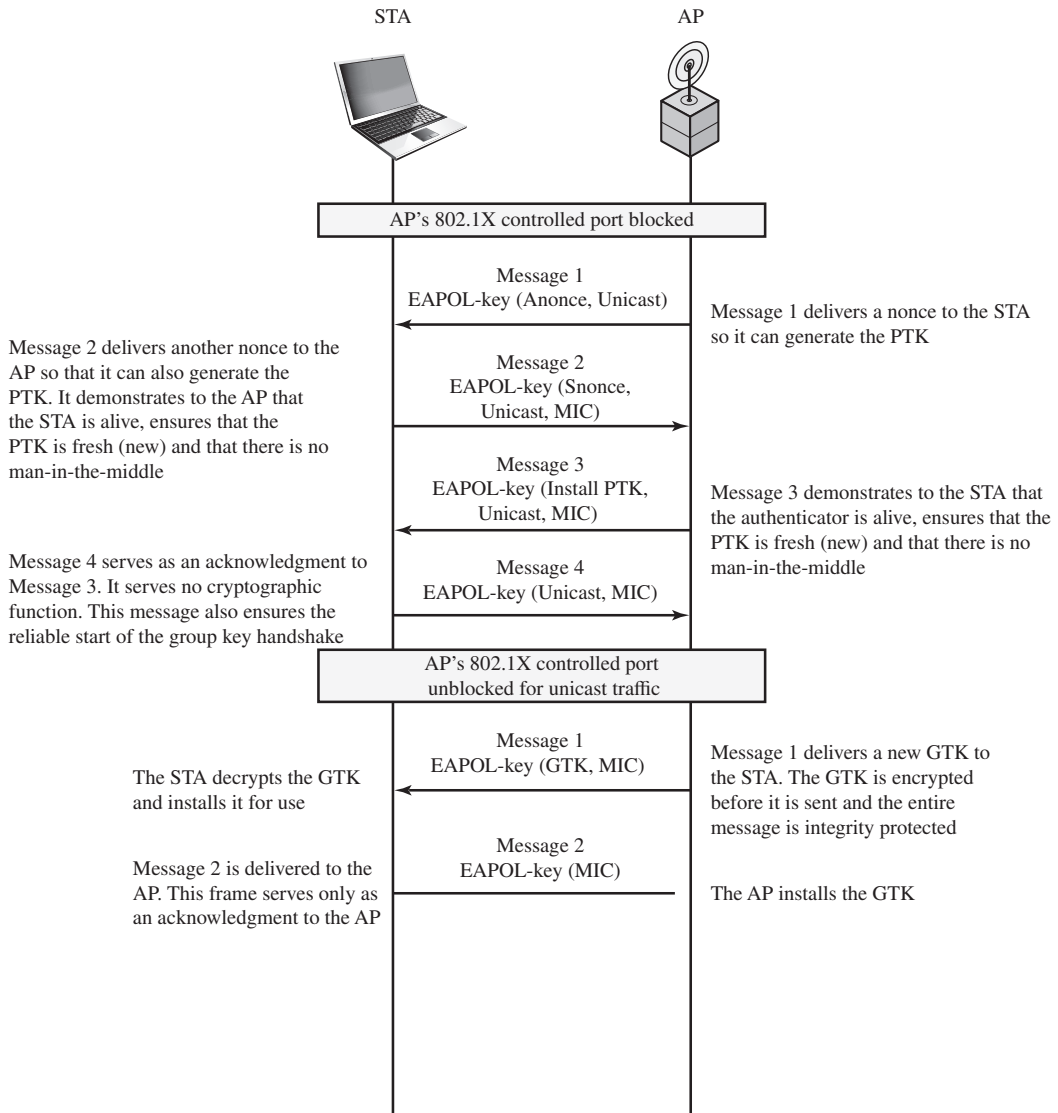 STA
AP
AP's 802.1X controlled port blocked
Message 1
EAPOL-key (Anonce, Unicast)
Message 1 delivers a nonce to the STA
so it can generate the PTK
Message 2 delivers another nonce to the
AP so that it can also generate the
PTK. It demonstrates to the AP that
the STA is alive, ensures that the
PTK is fresh (new) and that there is no
man-in-the-middle
Message 2
EAPOL-key (Snonce,
Unicast, MIC)
Message 3
EAPOL-key (Install PTK,
Unicast, MIC)
Message 3 demonstrates to the STA that
the authenticator is alive, ensures that the
PTK is fresh (new) and that there is no
man-in-the-middle
Message 4 serves as an acknowledgment to
Message 3. It serves no cryptographic
function. This message also ensures the
reliable start of the group key handshake
Message 4
EAPOL-key (Unicast, MIC)
AP's 802.1X controlled port
unblocked for unicast traffic
Message 1
EAPOL-key (GTK, MIC)
Message 1 delivers a new GTK to
the STA. The GTK is encrypted
before it is sent and the entire
message is integrity protected
The STA decrypts the GTK
and installs it for use
Message 2
EAPOL-key (MIC)
Message 2 is delivered to the
AP. This frame serves only as
an acknowledgment to the AP
The AP installs the GTK